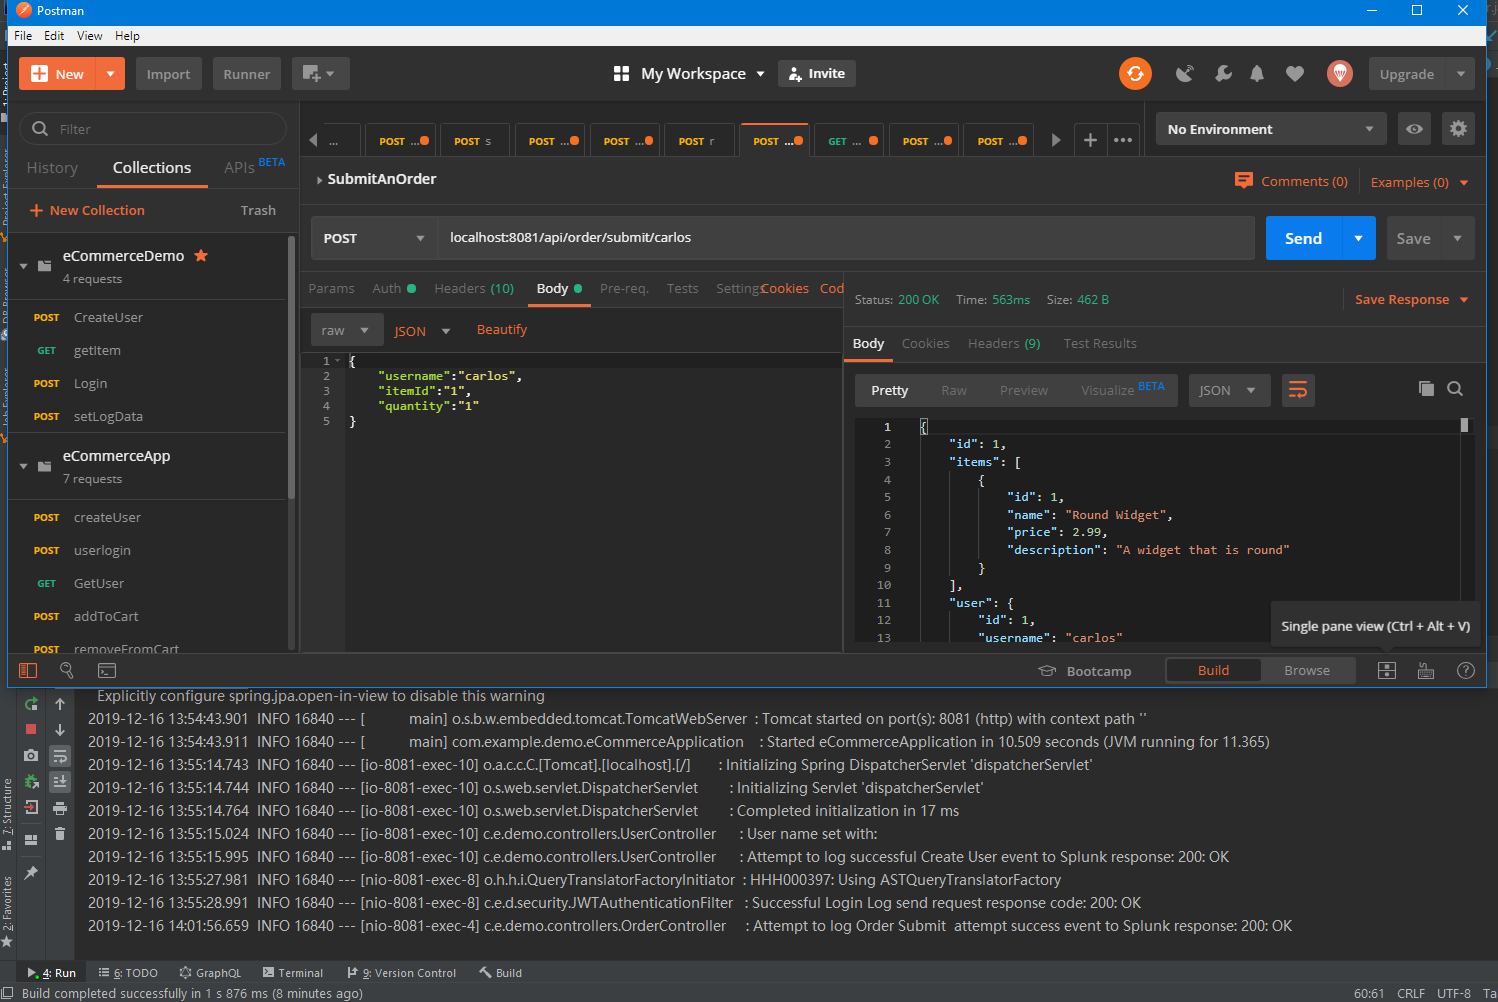 Postman
File Edit View Help
New Import Runner My Workspace Invite Upgrade
Filter
History Collections APIs BETA
New Collection Trash
eCommerceDemo
4 requests
POST CreateUser
GET getItem
POST Login
POST setLogData
eCommerceApp
7 requests
POST createUser
POST userlogin
GET GetUser
POST addToCart
POST removeFromCart
... POST ... POST s POST ... POST ... POST r POST ... GET ... POST ... POST ... + •••
No Environment
SubmitAnOrder
Comments (0) Examples (0)
POST localhost:8081/api/order/submit/carlos Send Save
Params Auth Headers (10) Body Pre-req. Tests Settings Cookies Cod
raw JSON Beautify
1 {
2 "username":"carlos",
3 "itemId":"1",
4 "quantity":"1"
5 }
Status: 200 OK Time: 563ms Size: 462 B Save Response
Body Cookies Headers (9) Test Results
Pretty Raw Preview Visualize BETA JSON
1 {
2 "id": 1,
3 "items": [
4 {
5 "id": 1,
6 "name": "Round Widget",
7 "price": 2.99,
8 "description": "A widget that is round"
9 }
10 ],
11 "user": {
12 "id": 1,
13 "username": "carlos"
Single pane view (Ctrl + Alt + V)
Bootcamp Build Browse
Explicitly configure spring.jpa.open-in-view to disable this warning
2019-12-16 13:54:43.901 INFO 16840 --- [ main] o.s.b.w.embedded.tomcat.TomcatWebServer : Tomcat started on port(s): 8081 (http) with context path ''
2019-12-16 13:54:43.911 INFO 16840 --- [ main] com.example.demo.eCommerceApplication : Started eCommerceApplication in 10.509 seconds (JVM running for 11.365)
2019-12-16 13:55:14.743 INFO 16840 --- [io-8081-exec-10] o.a.c.c.C.[Tomcat].[localhost].[/] : Initializing Spring DispatcherServlet 'dispatcherServlet'
2019-12-16 13:55:14.744 INFO 16840 --- [io-8081-exec-10] o.s.web.servlet.DispatcherServlet : Initializing Servlet 'dispatcherServlet'
2019-12-16 13:55:14.764 INFO 16840 --- [io-8081-exec-10] o.s.web.servlet.DispatcherServlet : Completed initialization in 17 ms
2019-12-16 13:55:15.024 INFO 16840 --- [io-8081-exec-10] c.e.demo.controllers.UserController : User name set with:
2019-12-16 13:55:15.995 INFO 16840 --- [io-8081-exec-10] c.e.demo.controllers.UserController : Attempt to log successful Create User event to Splunk response: 200: OK
2019-12-16 13:55:27.981 INFO 16840 --- [nio-8081-exec-8] o.h.h.i.QueryTranslatorFactoryInitiator : HHH000397: Using ASTQueryTranslatorFactory
2019-12-16 13:55:28.991 INFO 16840 --- [nio-8081-exec-8] c.e.d.security.JWTAuthenticationFilter : Successful Login Log send request response code: 200: OK
2019-12-16 14:01:56.659 INFO 16840 --- [nio-8081-exec-4] c.e.demo.controllers.OrderController : Attempt to log Order Submit attempt success event to Splunk response: 200: OK
7: Structure
2: Favorites
4: Run 6: TODO GraphQL Terminal 9: Version Control Build
Build completed successfully in 1 s 876 ms (8 minutes ago) 60:61 CRLF UTF-8 Ta